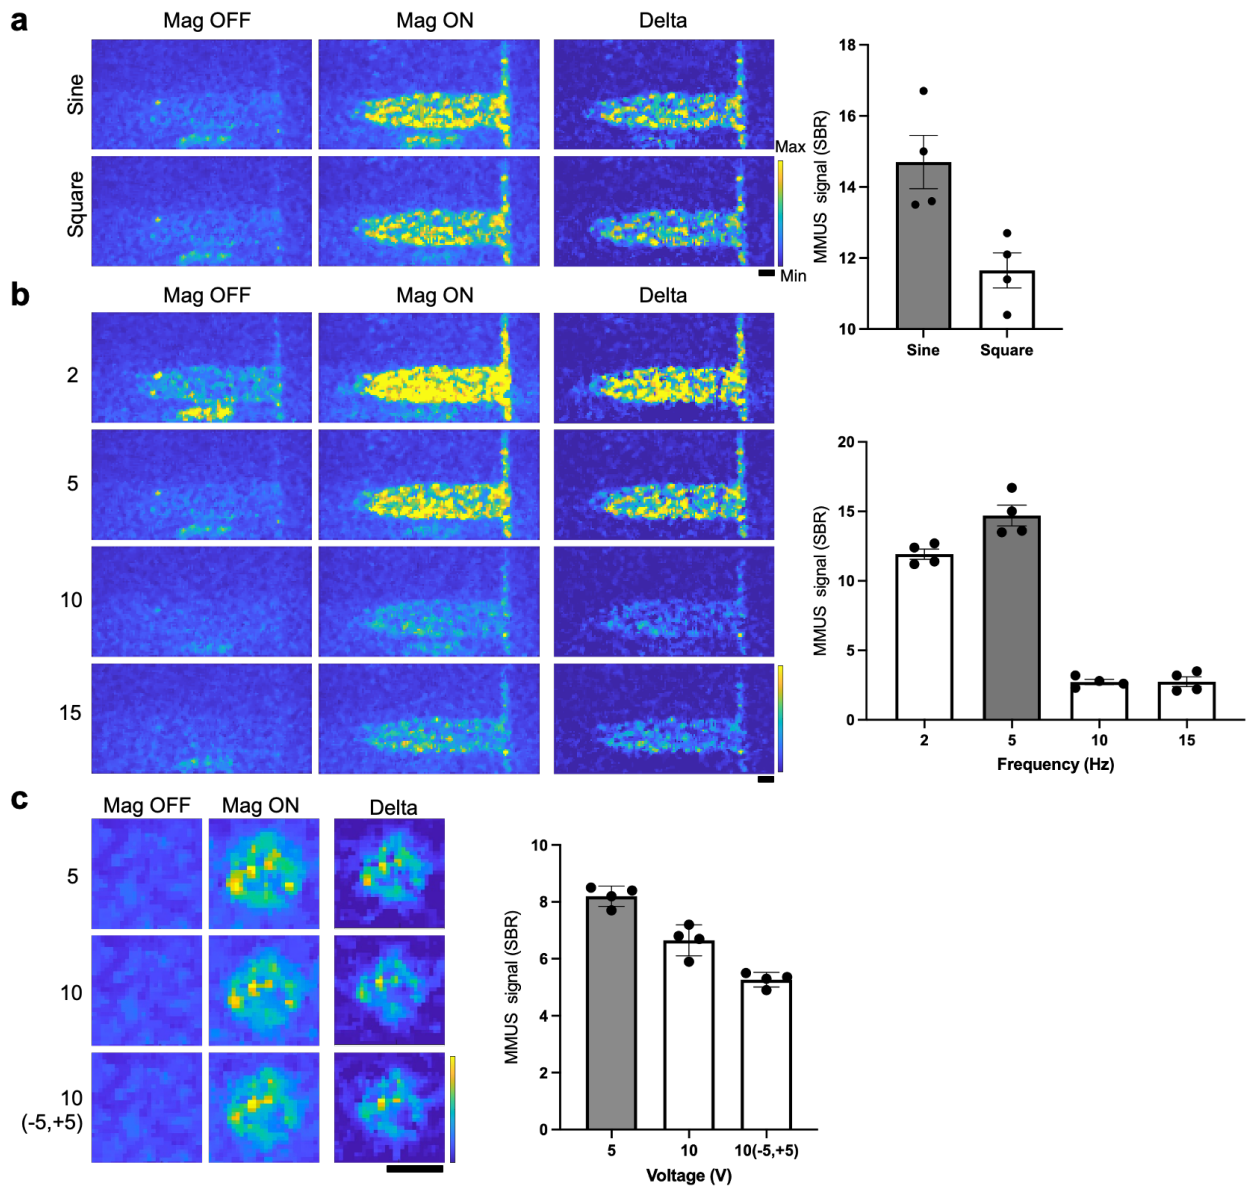 a
Mag OFF Mag ON Delta
Sine
Square
Max
Min
MMUS signal (SBR)
18
16
14
12
10
Sine Square
b
Mag OFF Mag ON Delta
2
5
10
15
MMUS signal (SBR)
20
15
10
5
0
2 5 10 15
Frequency (Hz)
c
Mag OFF Mag ON Delta
5
10
10
(-5,+5)
MMUS signal (SBR)
10
8
6
4
2
0
5 10 10(-5,+5)
Voltage (V)